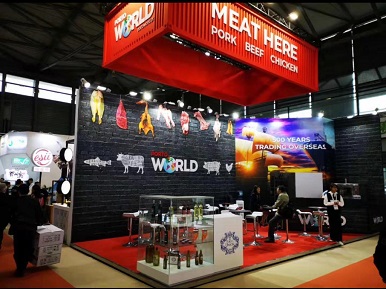 MEAT HERE
WORLD
PORK BEEF CHICKEN
YEARS
TRADING OVERSEAS
WORLD